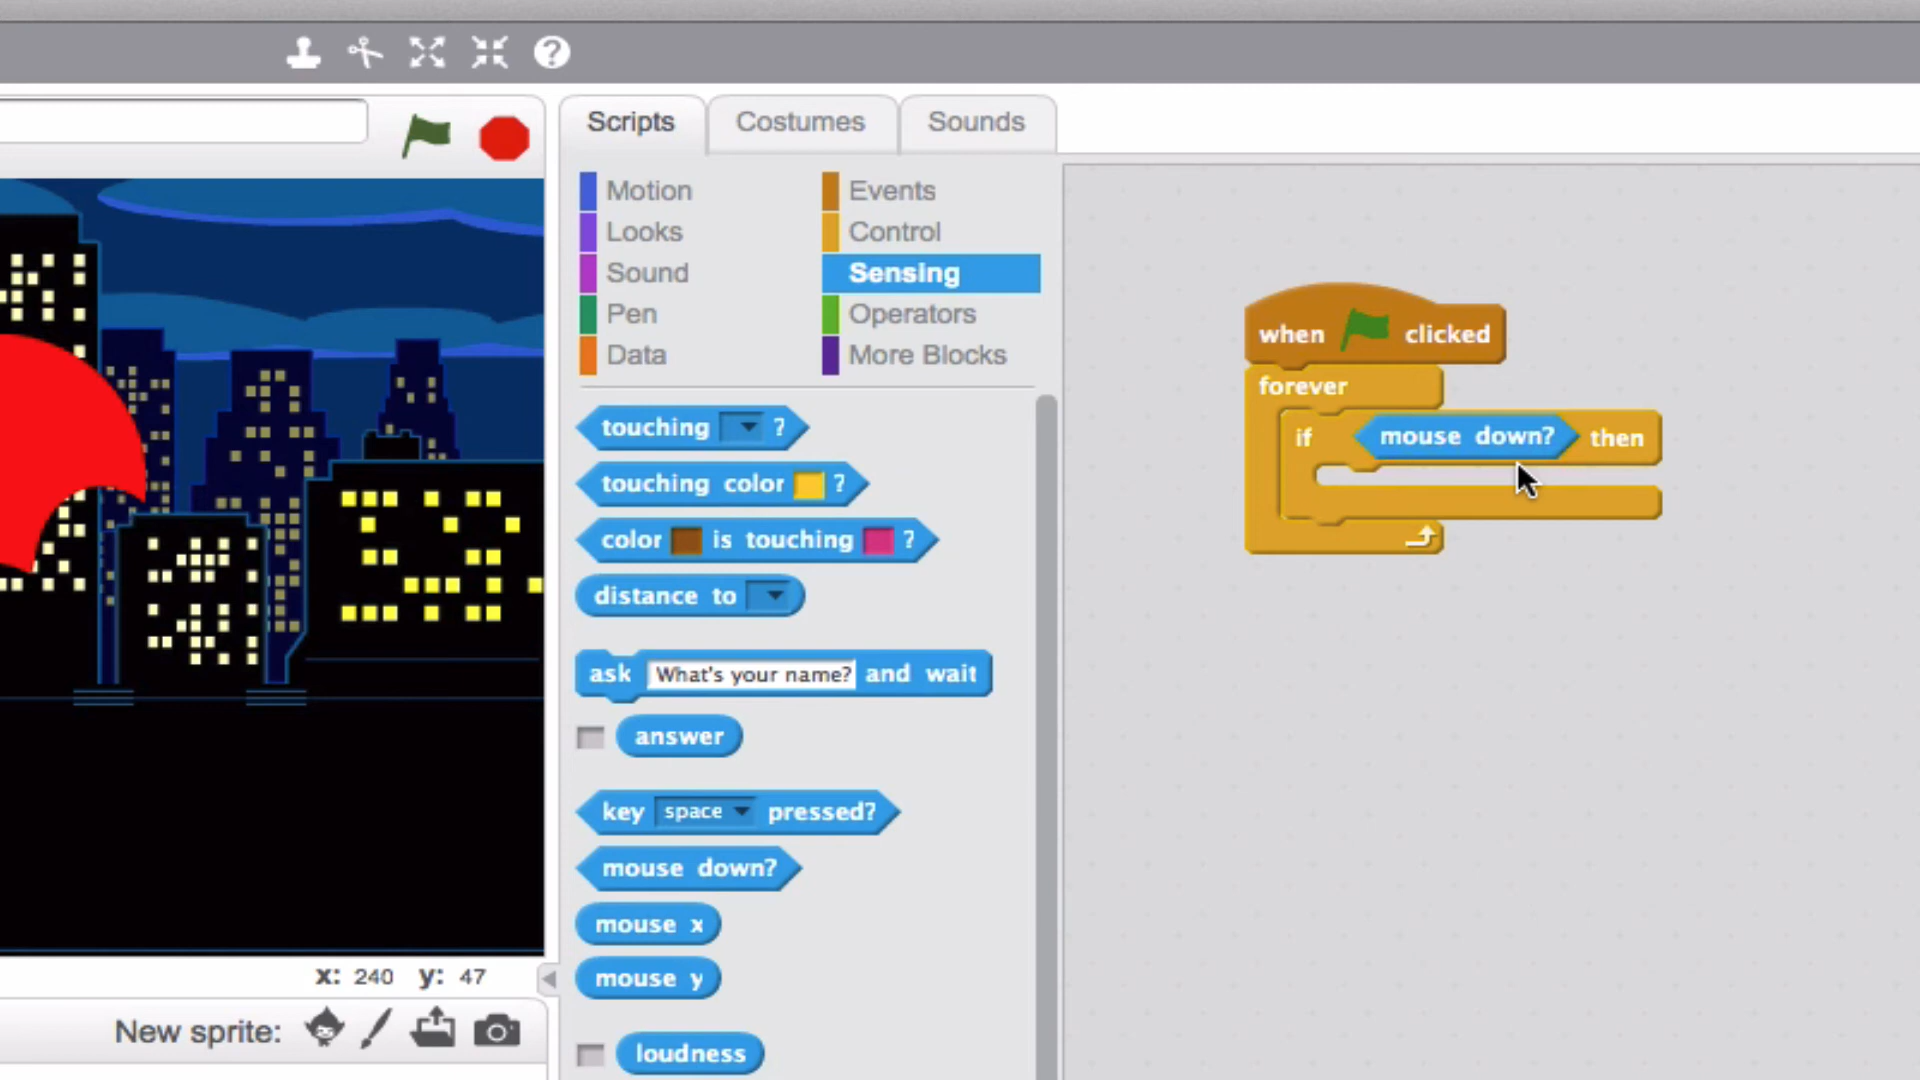 Scripts Costumes Sounds
Motion Events
Looks Control
Sound Sensing
Pen Operators
Data More Blocks
touching ?
touching color ?
color is touching ?
distance to
ask What's your name? and wait
answer
key space pressed?
mouse down?
mouse x
mouse y
loudness
when clicked
forever
if mouse down? then
x: 240 y: 47
New sprite: